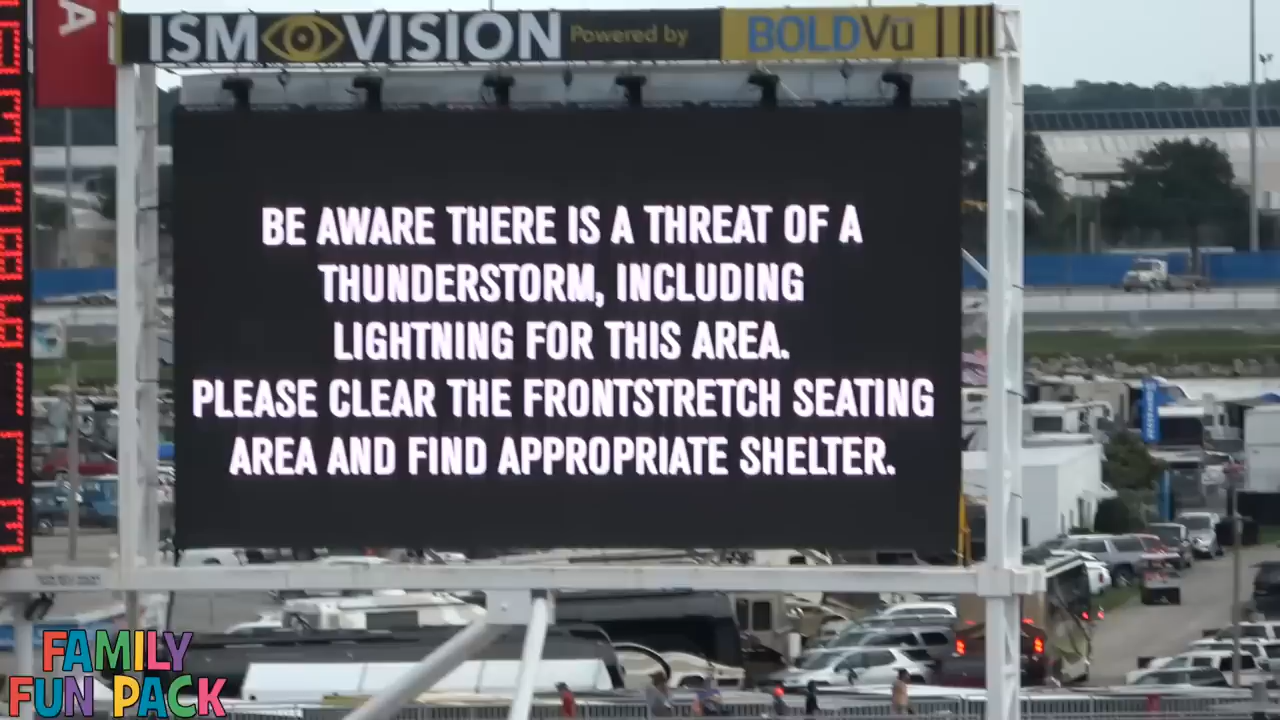 ISM VISION Powered by BOLDVu
BE AWARE THERE IS A THREAT OF A
THUNDERSTORM, INCLUDING
LIGHTNING FOR THIS AREA.
PLEASE CLEAR THE FRONTSTRETCH SEATING
AREA AND FIND APPROPRIATE SHELTER.
FAMILY
FUN PACK